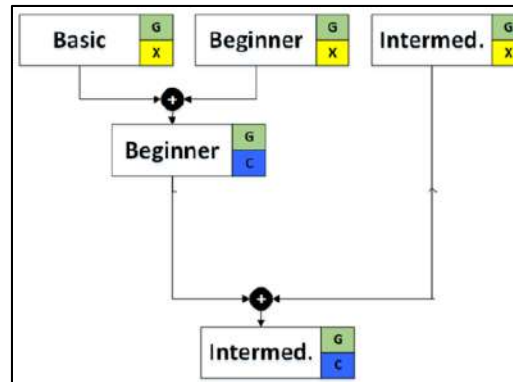 Basic G X
Beginner G X
Intermed. G X
+
Beginner G C
+
Intermed. G C